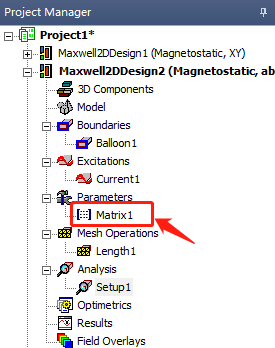 Project Manager
Project1*
Maxwell2DDesign1 (Magnetostatic, XY)
Maxwell2DDesign2 (Magnetostatic, ab
3D Components
Model
Boundaries
Balloon1
Excitations
Current1
Parameters
Matrix1
Mesh Operations
Length1
Analysis
Setup1
Optimetrics
Results
Field Overlays